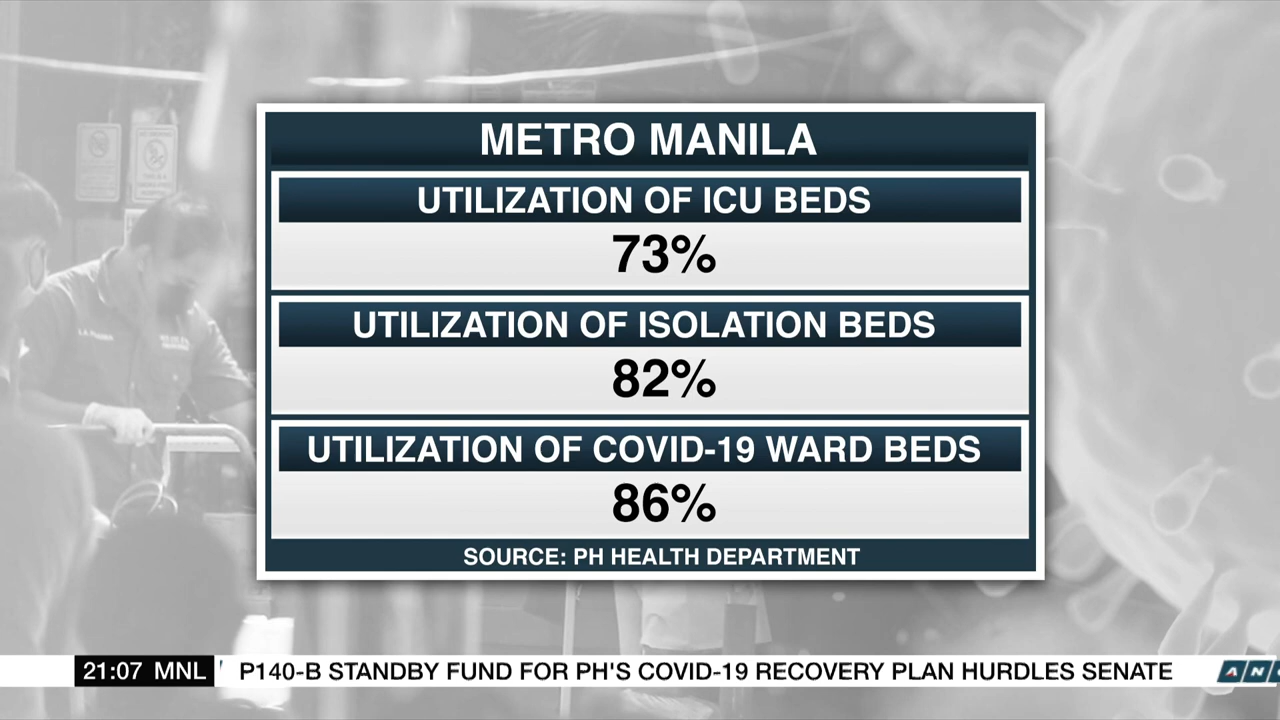 METRO MANILA
UTILIZATION OF ICU BEDS
73%
UTILIZATION OF ISOLATION BEDS
82%
UTILIZATION OF COVID-19 WARD BEDS
86%
SOURCE: PH HEALTH DEPARTMENT
21:07 MNL P140-B STANDBY FUND FOR PH'S COVID-19 RECOVERY PLAN HURDLES SENATE